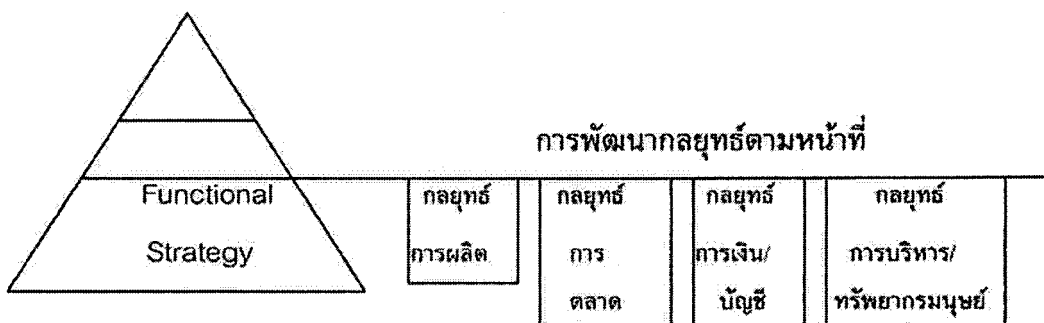 การพัฒนากลยุทธ์ตามหน้าที่
Functional
Strategy
กลยุทธ์
การผลิต
กลยุทธ์
การ
ตลาด
กลยุทธ์
การเงิน/
บัญชี
กลยุทธ์
การบริหาร/
ทรัพยากรมนุษย์